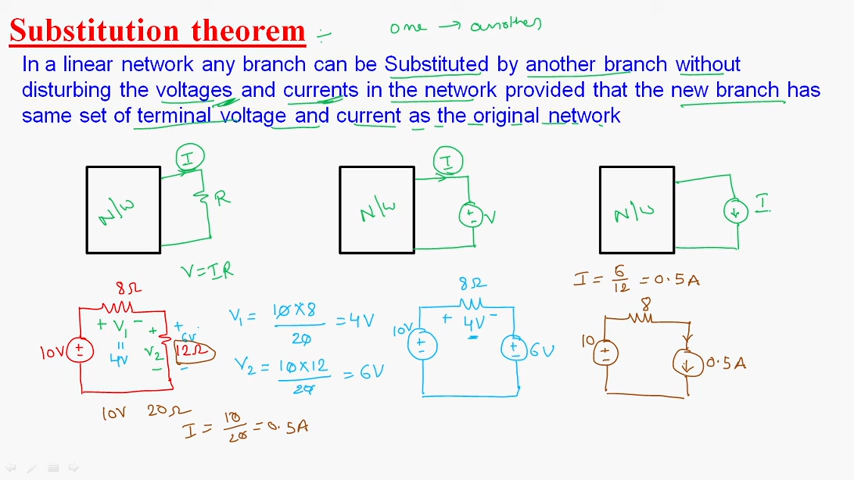 Substitution theorem :-
one → another
In a linear network any branch can be Substituted by another branch without
disturbing the voltages and currents in the network provided that the new branch has
same set of terminal voltage and current as the original network
I
N/W
R
V = IR
I
N/W
+
-
V
N/W
I
I = 6/12 = 0.5A
8Ω
+ V₁ -
=
4V
10V
+
-
+
V₂
-
+
6V
-
12Ω
10V 20Ω
I = 10/20 = 0.5A
V₁ = 10×8/20 = 4V
V₂ = 10×12/20 = 6V
8Ω
+ 4V -
10V
+
-
+
-
6V
8
10
+
-
0.5A